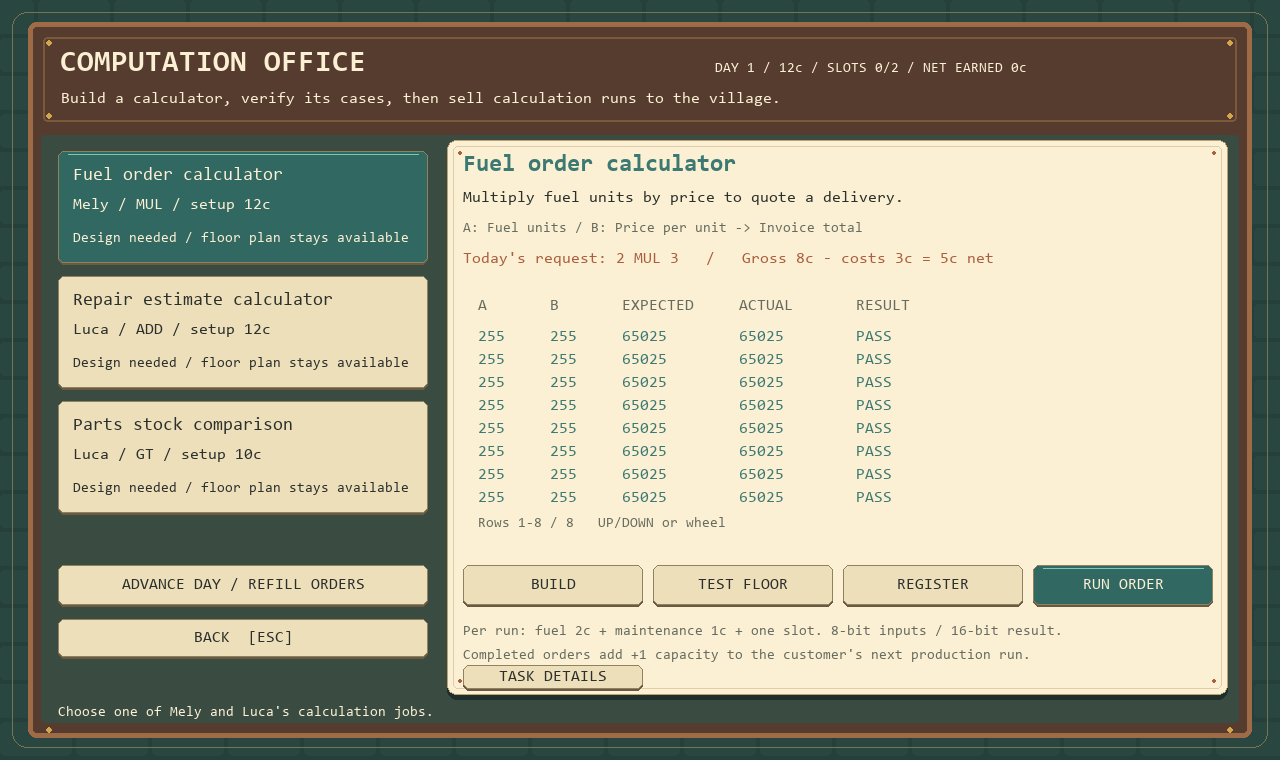 COMPUTATION OFFICE
DAY 1 / 12c / SLOTS 0/2 / NET EARNED 0c
Build a calculator, verify its cases, then sell calculation runs to the village.
Fuel order calculator
Mely / MUL / setup 12c
Design needed / floor plan stays available
Repair estimate calculator
Luca / ADD / setup 12c
Design needed / floor plan stays available
Parts stock comparison
Luca / GT / setup 10c
Design needed / floor plan stays available
ADVANCE DAY / REFILL ORDERS
BACK [ESC]
Choose one of Mely and Luca's calculation jobs.
Fuel order calculator
Multiply fuel units by price to quote a delivery.
A: Fuel units / B: Price per unit -> Invoice total
Today's request: 2 MUL 3 / Gross 8c - costs 3c = 5c net
A B EXPECTED ACTUAL RESULT
255 255 65025 65025 PASS
255 255 65025 65025 PASS
255 255 65025 65025 PASS
255 255 65025 65025 PASS
255 255 65025 65025 PASS
255 255 65025 65025 PASS
255 255 65025 65025 PASS
255 255 65025 65025 PASS
Rows 1-8 / 8 UP/DOWN or wheel
BUILD TEST FLOOR REGISTER RUN ORDER
Per run: fuel 2c + maintenance 1c + one slot. 8-bit inputs / 16-bit result.
Completed orders add +1 capacity to the customer's next production run.
TASK DETAILS